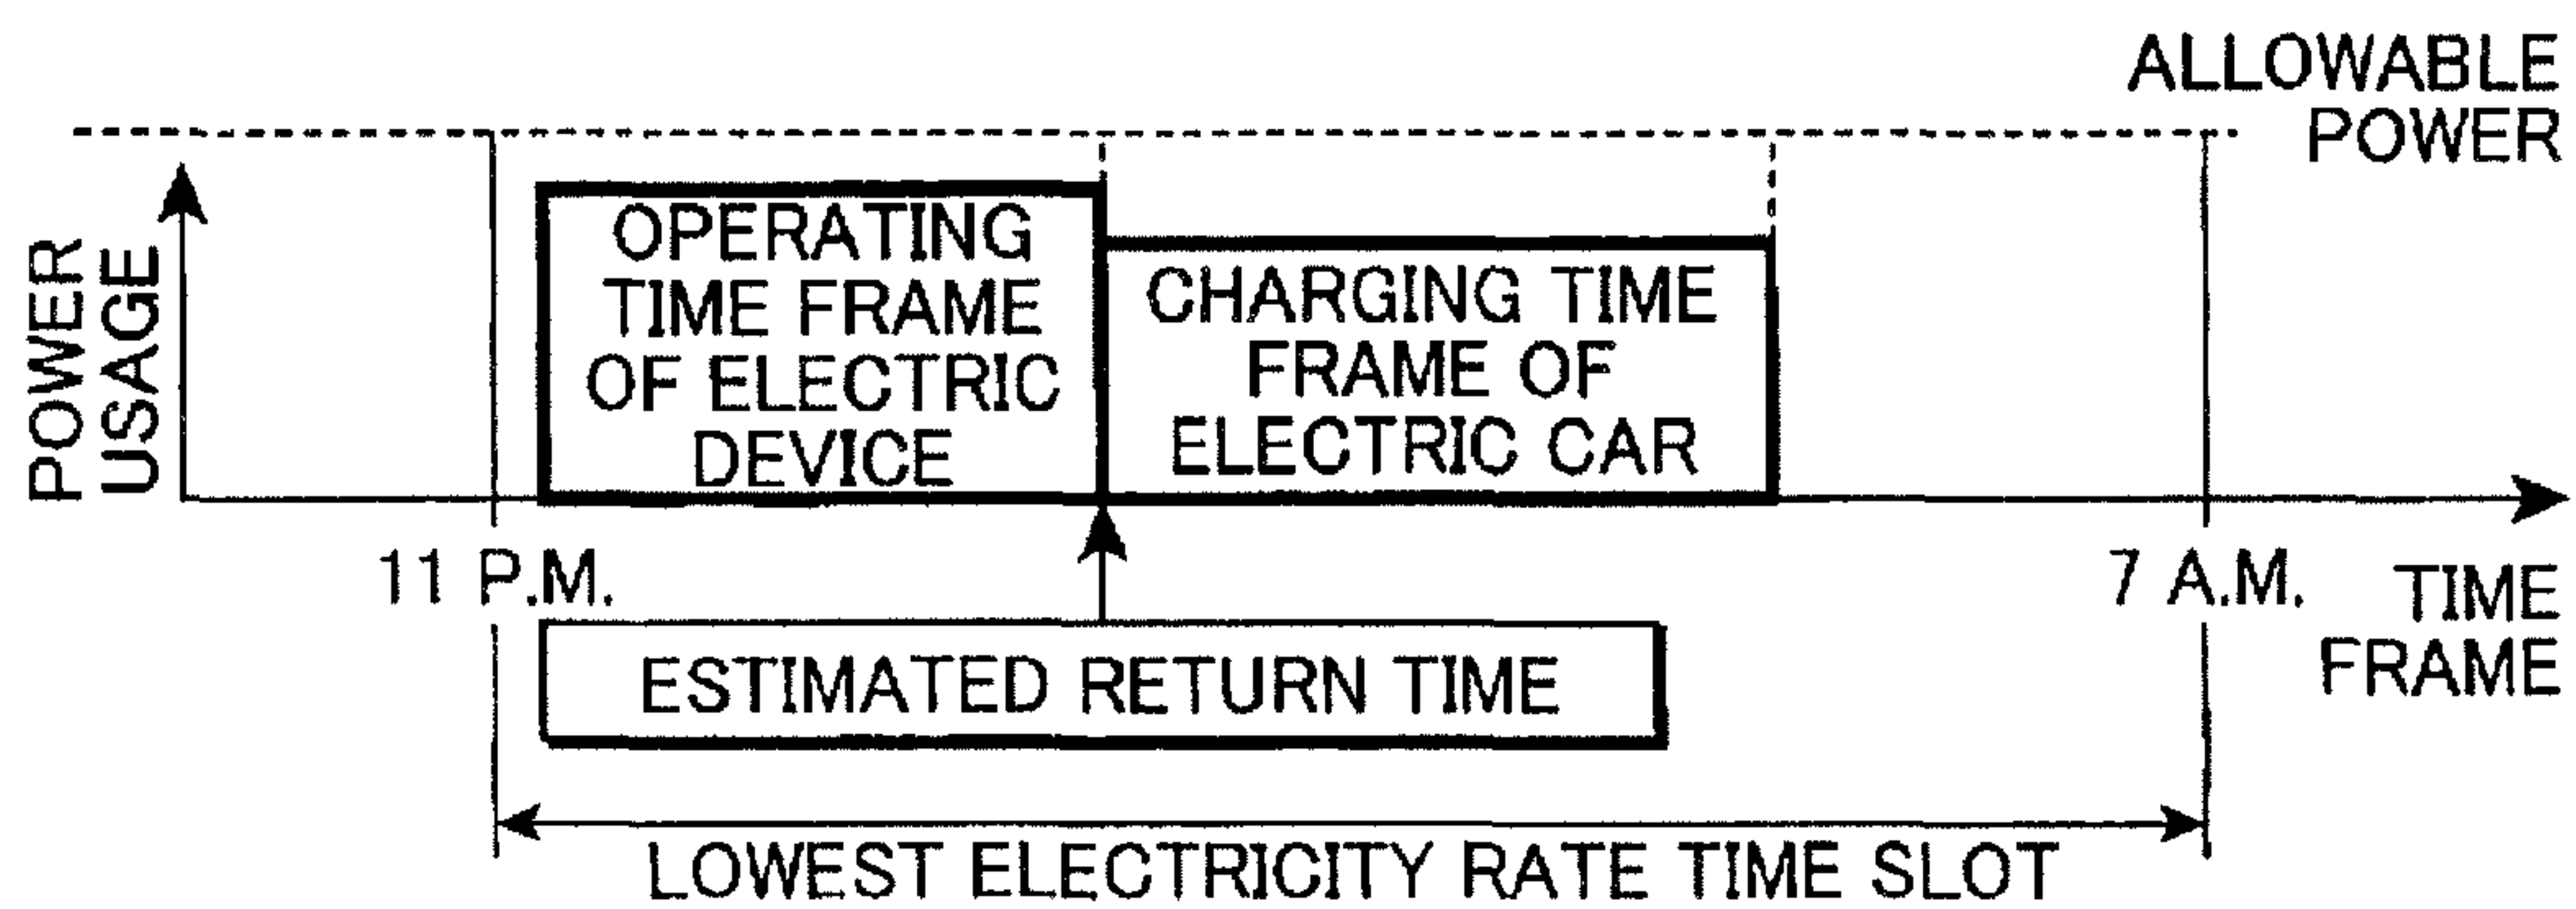 ALLOWABLE
POWER
POWER
USAGE
OPERATING
TIME FRAME
OF ELECTRIC
DEVICE
CHARGING TIME
FRAME OF
ELECTRIC CAR
11 P.M.
7 A.M.
TIME
FRAME
ESTIMATED RETURN TIME
LOWEST ELECTRICITY RATE TIME SLOT